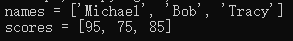 names = ['Michael', 'Bob', 'Tracy']
scores = [95, 75, 85]